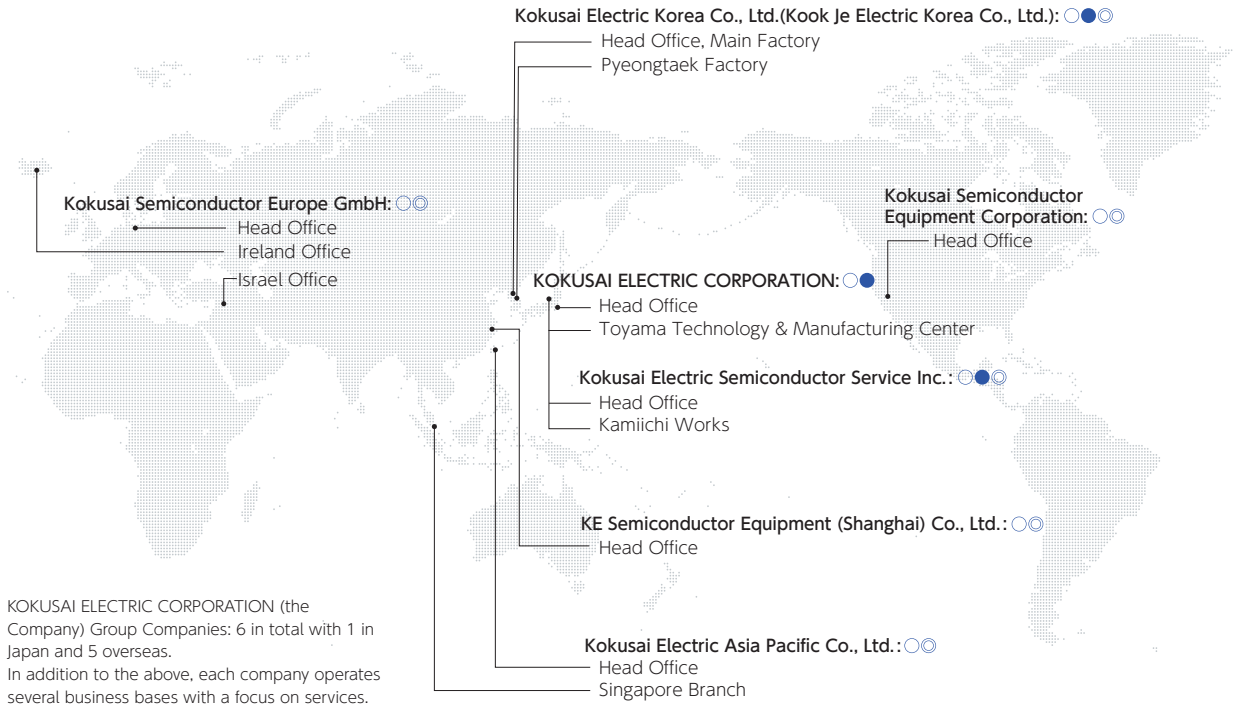 Kokusai Electric Korea Co., Ltd.(Kook Je Electric Korea Co., Ltd.): ○●◎
Head Office, Main Factory
Pyeongtaek Factory
Kokusai Semiconductor Europe GmbH: ○◎
Head Office
Ireland Office
Israel Office
Kokusai Semiconductor
Equipment Corporation: ○◎
Head Office
KOKUSAI ELECTRIC CORPORATION: ○●
Head Office
Toyama Technology & Manufacturing Center
Kokusai Electric Semiconductor Service Inc.: ○●◎
Head Office
Kamiichi Works
KE Semiconductor Equipment (Shanghai) Co., Ltd.: ○◎
Head Office
Kokusai Electric Asia Pacific Co., Ltd.: ○◎
Head Office
Singapore Branch
KOKUSAI ELECTRIC CORPORATION (the
Company) Group Companies: 6 in total with 1 in
Japan and 5 overseas.
In addition to the above, each company operates
several business bases with a focus on services.